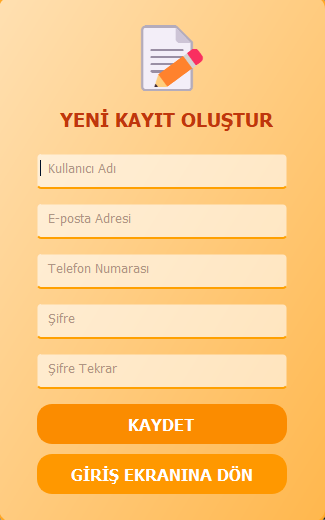 YENİ KAYIT OLUŞTUR
Kullanıcı Adı
E-posta Adresi
Telefon Numarası
Şifre
Şifre Tekrar
KAYDET
GİRİŞ EKRANINA DÖN